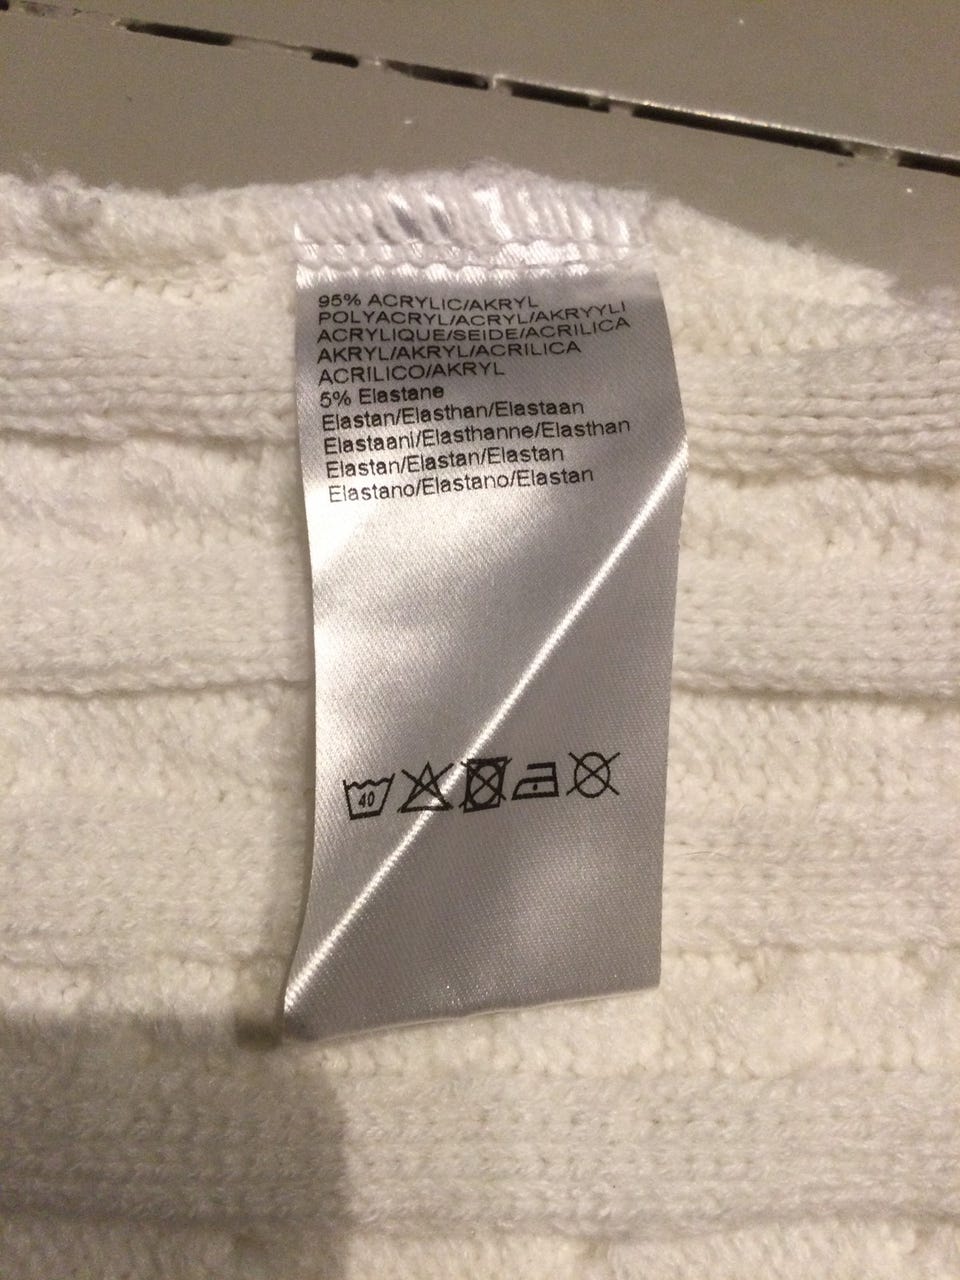 95% ACRYLIC/AKRYL
POLYACRYL/ACRYL/AKRYYLI
ACRYLIQUE/SEIDE/ACRILICA
AKRYL/AKRYL/ACRILICA
ACRILICO/AKRYL
5% Elastane
Elastan/Elasthan/Elastaan
Elastaani/Elasthanne/Elasthan
Elastan/Elastan/Elastan
Elastano/Elastano/Elastan
40